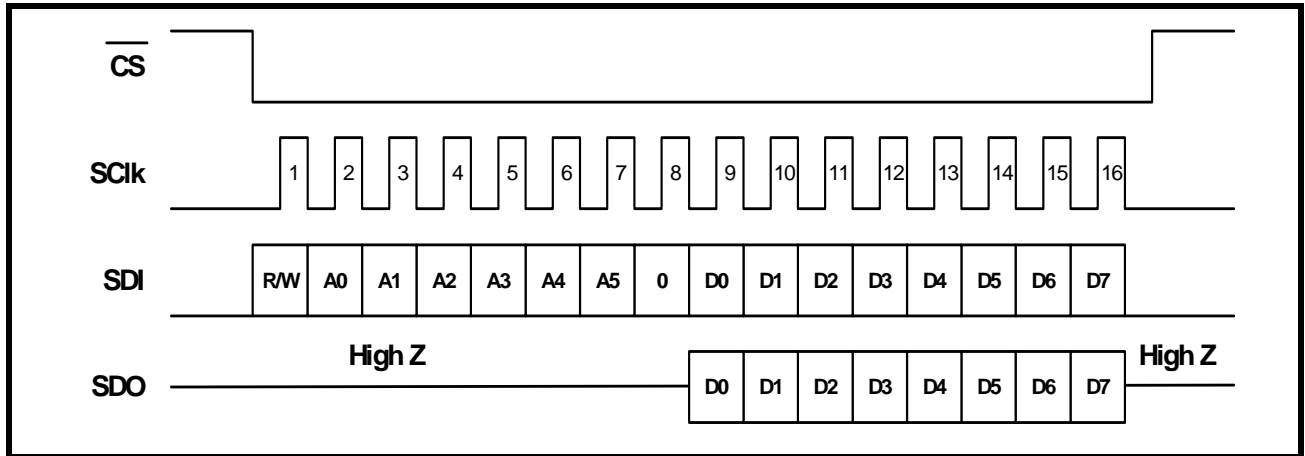 CS
SClk 1 2 3 4 5 6 7 8 9 10 11 12 13 14 15 16
SDI R/W A0 A1 A2 A3 A4 A5 0 D0 D1 D2 D3 D4 D5 D6 D7
High Z High Z
SDO D0 D1 D2 D3 D4 D5 D6 D7